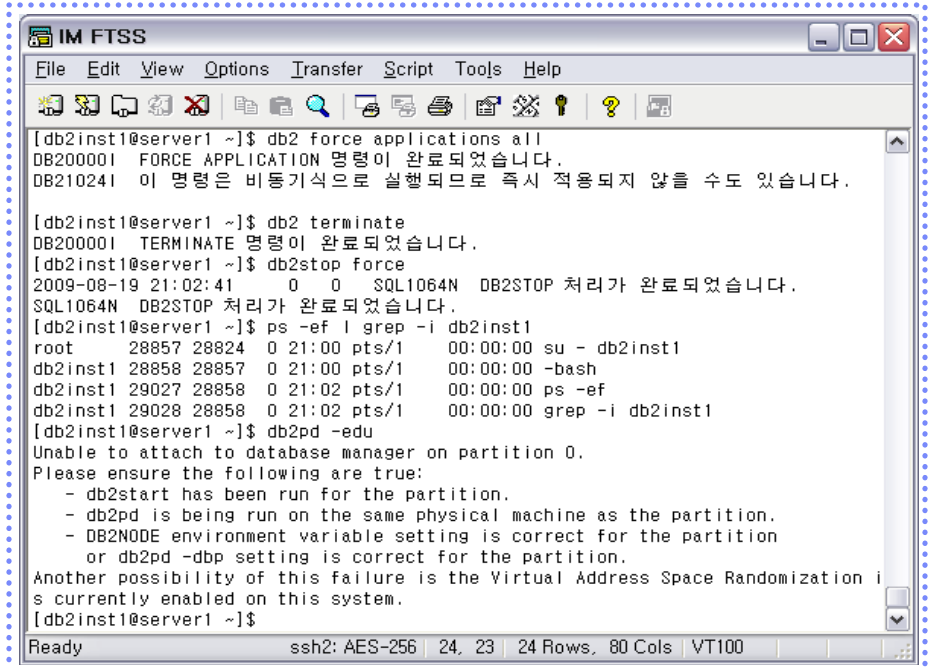 IM FTSS
File Edit View Options Transfer Script Tools Help
[db2inst1@server1 ~]$ db2 force applications all
DB20000I  FORCE APPLICATION 명령이 완료되었습니다.
DB21024I  이 명령은 비동기식으로 실행되므로 즉시 적용되지 않을 수도 있습니다.
[db2inst1@server1 ~]$ db2 terminate
DB20000I  TERMINATE 명령이 완료되었습니다.
[db2inst1@server1 ~]$ db2stop force
2009-08-19 21:02:41     0   0   SQL1064N  DB2STOP 처리가 완료되었습니다.
SQL1064N  DB2STOP 처리가 완료되었습니다.
[db2inst1@server1 ~]$ ps -ef | grep -i db2inst1
root     28857 28824  0 21:00 pts/1    00:00:00 su - db2inst1
db2inst1 28858 28857  0 21:00 pts/1    00:00:00 -bash
db2inst1 29027 28858  0 21:02 pts/1    00:00:00 ps -ef
db2inst1 29028 28858  0 21:02 pts/1    00:00:00 grep -i db2inst1
[db2inst1@server1 ~]$ db2pd -edu
Unable to attach to database manager on partition 0.
Please ensure the following are true:
   - db2start has been run for the partition.
   - db2pd is being run on the same physical machine as the partition.
   - DB2NODE environment variable setting is correct for the partition
     or db2pd -dbp setting is correct for the partition.
Another possibility of this failure is the Virtual Address Space Randomization i
s currently enabled on this system.
[db2inst1@server1 ~]$
Ready ssh2: AES-256 24, 23 24 Rows, 80 Cols VT100